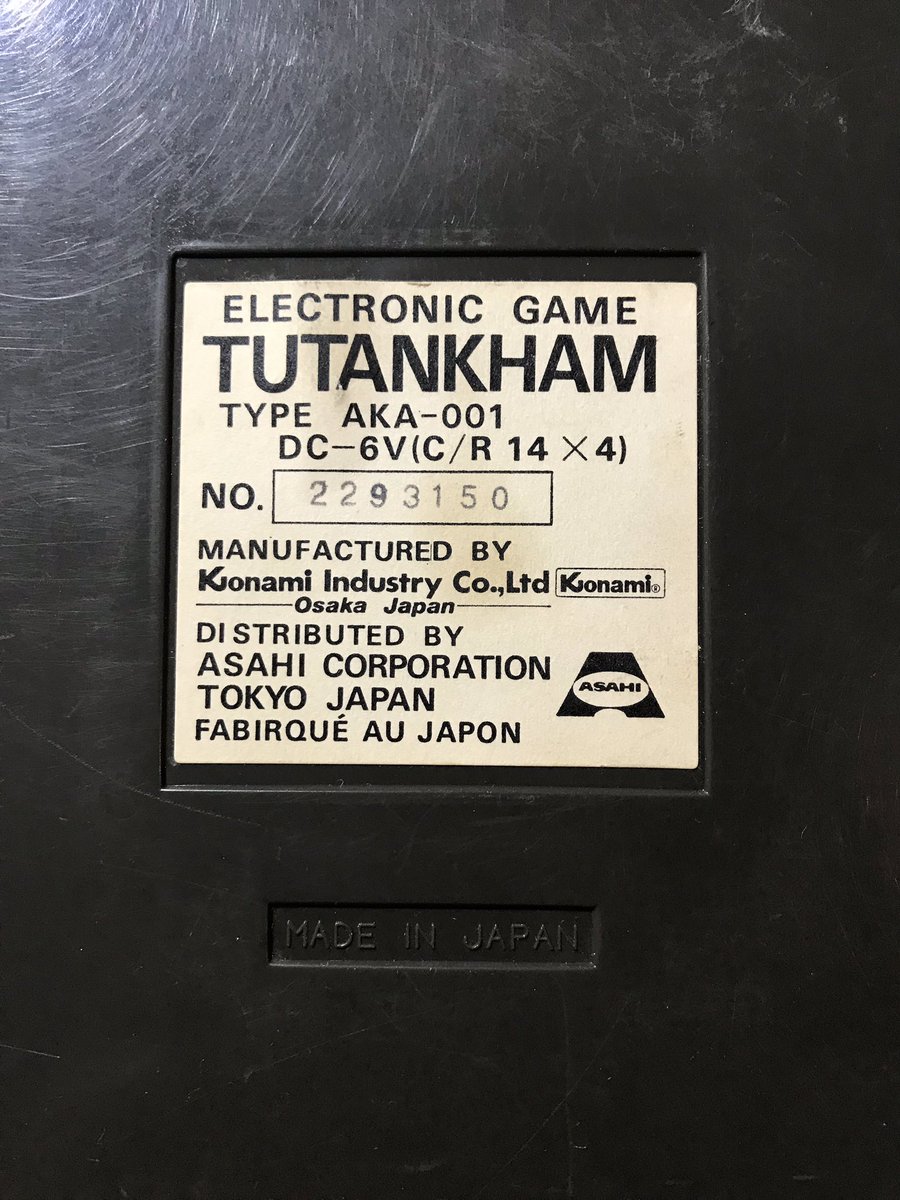 ELECTRONIC GAME
TUTANKHAM
TYPE AKA-001
DC-6V(C/R 14 ×4)
NO. 2293150
MANUFACTURED BY
Konami Industry Co.,Ltd Konami®
Osaka Japan
DISTRIBUTED BY
ASAHI CORPORATION
TOKYO JAPAN
ASAHI
FABIRQUÉ AU JAPON
MADE IN JAPAN